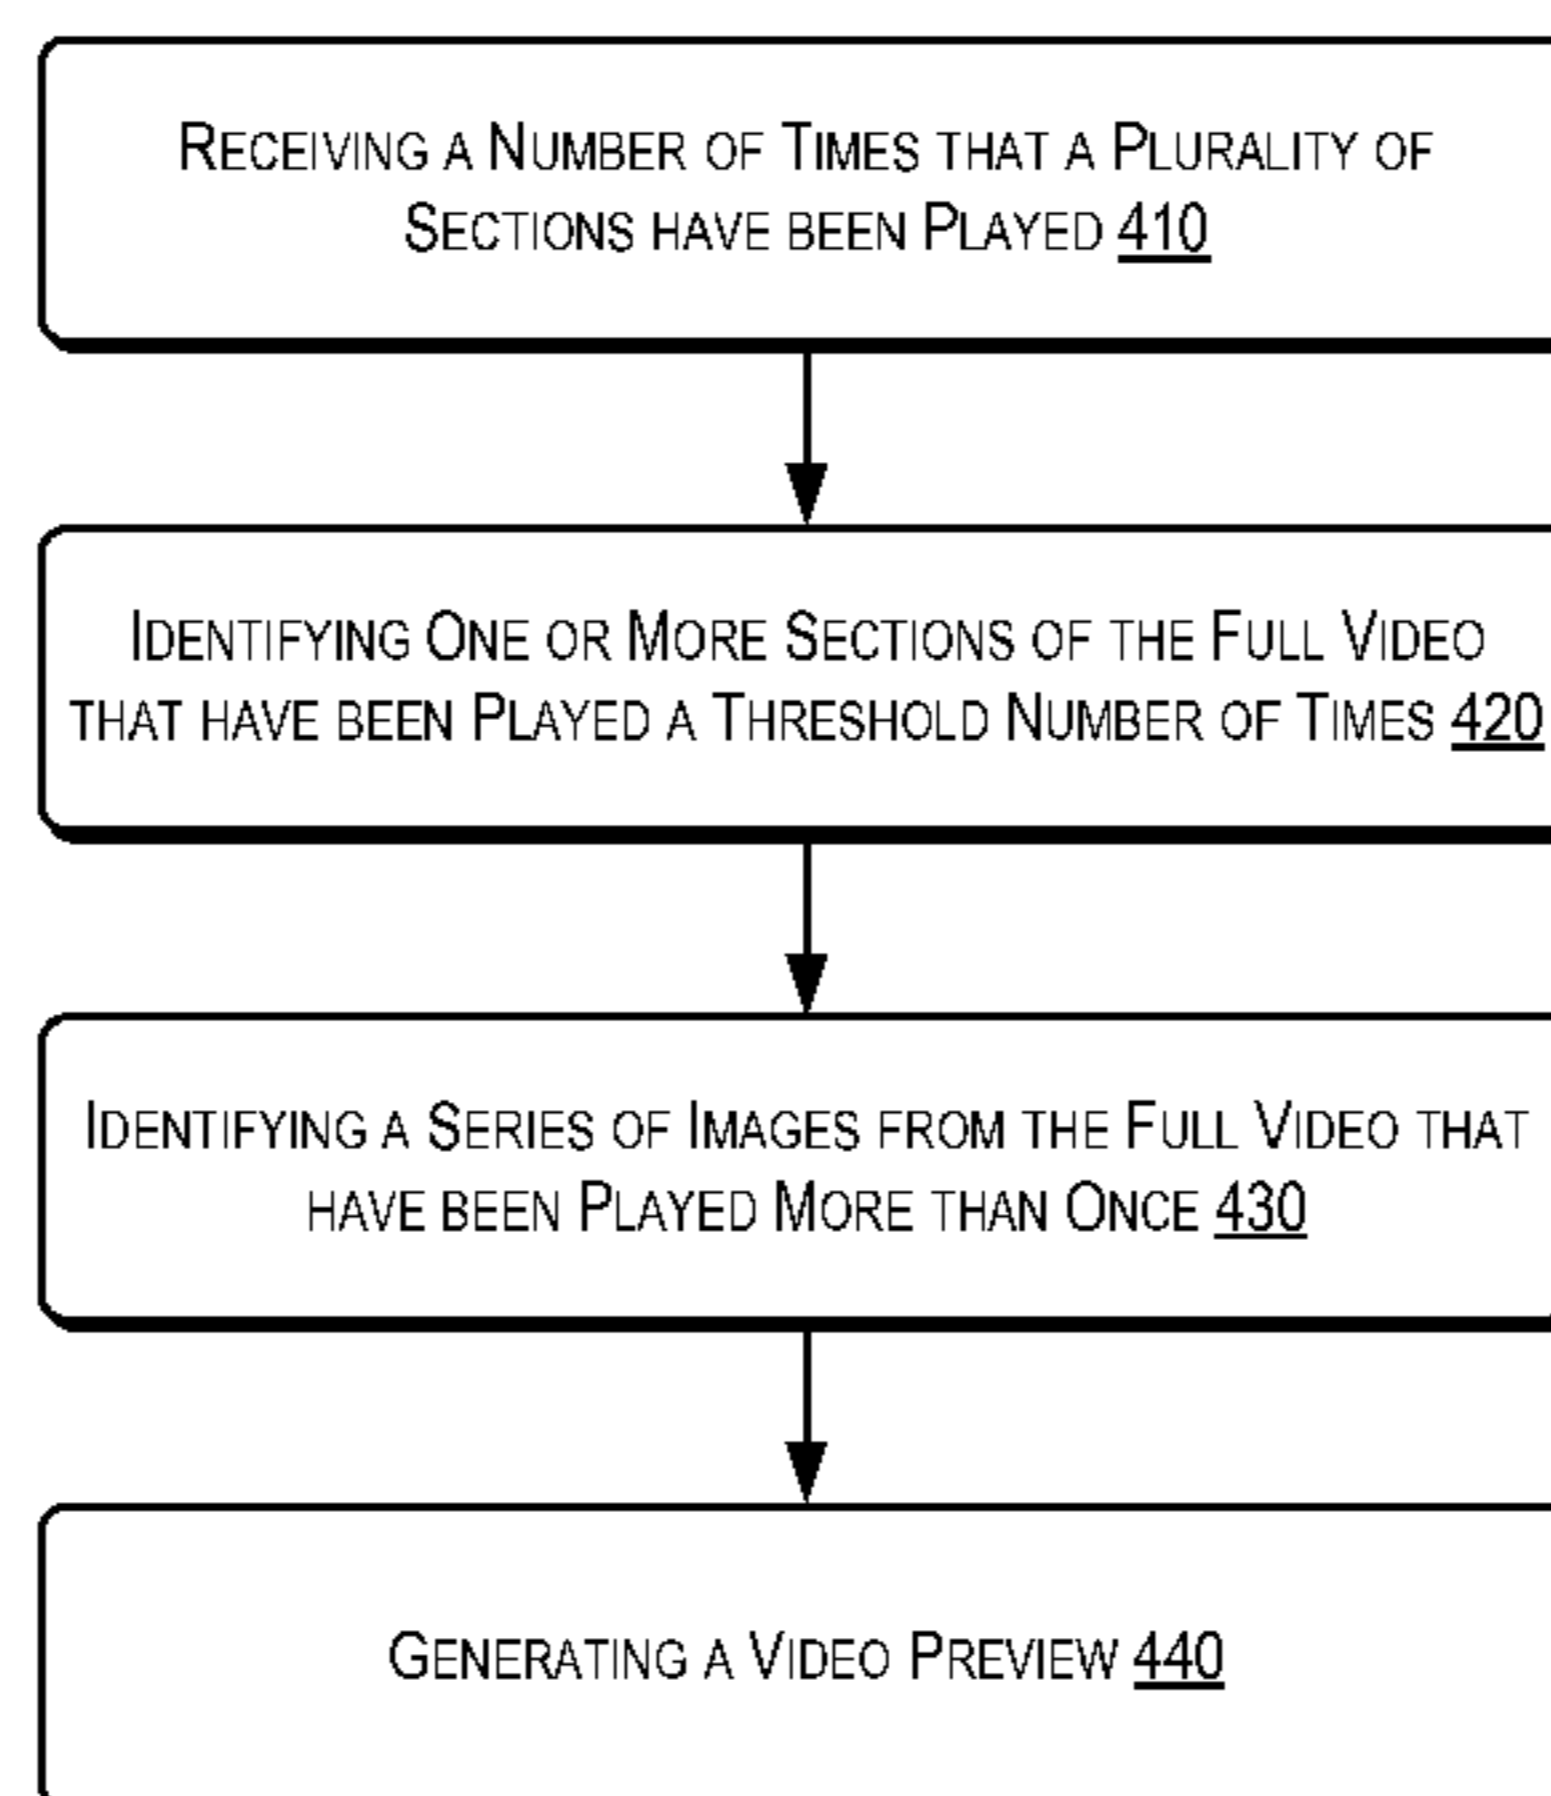 Receiving a Number of Times that a Plurality of
Sections have been Played 410
Identifying One or More Sections of the Full Video
that have been Played a Threshold Number of Times 420
Identifying a Series of Images from the Full Video that
have been Played More than Once 430
Generating a Video Preview 440